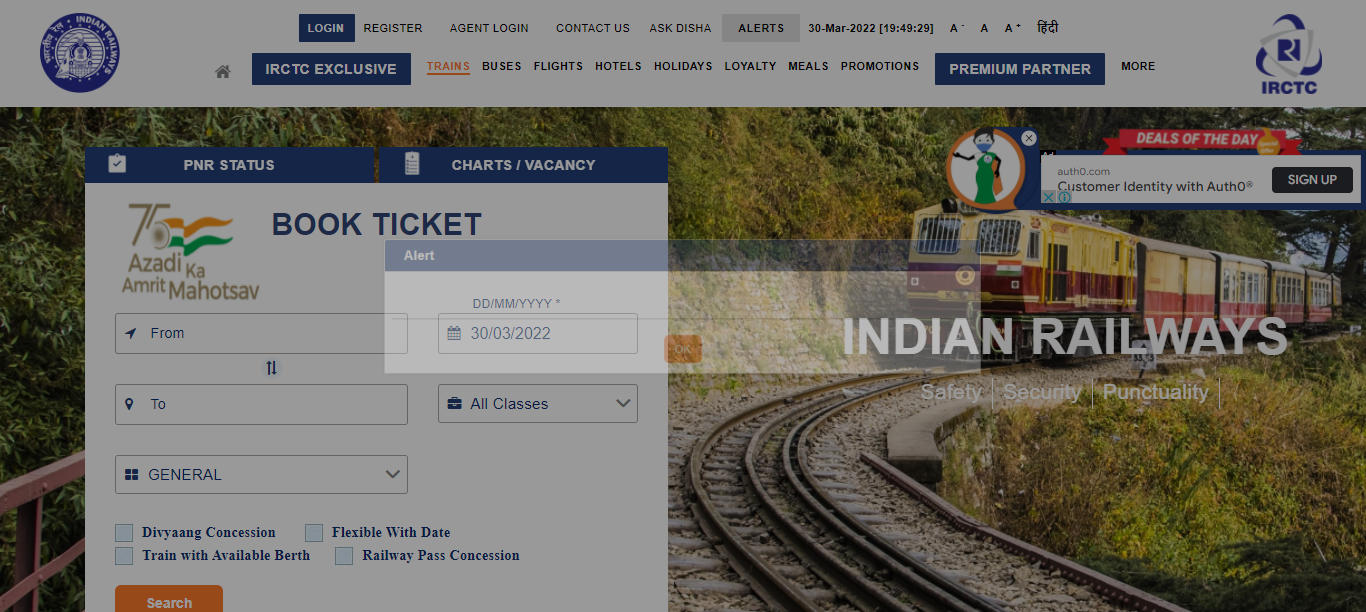 LOGIN REGISTER AGENT LOGIN CONTACT US ASK DISHA ALERTS 30-Mar-2022 [19:49:29] A - A A + हिंदी
भारतीय रेल INDIAN RAILWAYS
IRCTC EXCLUSIVE TRAINS BUSES FLIGHTS HOTELS HOLIDAYS LOYALTY MEALS PROMOTIONS PREMIUM PARTNER MORE
IRCTC
PNR STATUS CHARTS / VACANCY
DEALS OF THE DAY
Special Offer
Ad
auth0.com
Customer Identity with Auth0®
SIGN UP
75
Azadi Ka
Amrit Mahotsav
BOOK TICKET
Alert
DD/MM/YYYY *
From 30/03/2022
OK
INDIAN RAILWAYS
Safety | Security | Punctuality |
To All Classes
GENERAL
Divyaang Concession Flexible With Date
Train with Available Berth Railway Pass Concession
Search